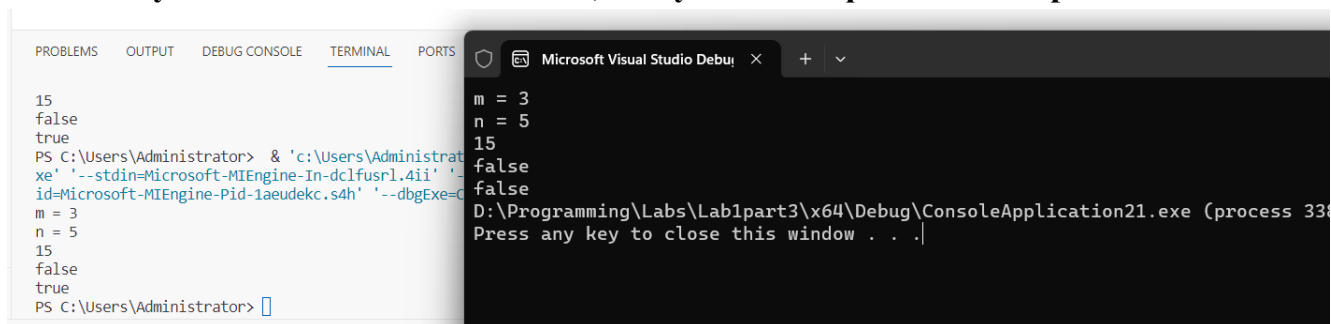 PROBLEMS OUTPUT DEBUG CONSOLE TERMINAL PORTS
15
false
true
PS C:\Users\Administrator> & 'c:\Users\Administrat
xe' '--stdin=Microsoft-MIEngine-In-dclfusrl.4ii' '-
id=Microsoft-MIEngine-Pid-1aeudekc.s4h' '--dbgExe=C
m = 3
n = 5
15
false
true
PS C:\Users\Administrator>
Microsoft Visual Studio Debu
m = 3
n = 5
15
false
false
D:\Programming\Labs\Lab1part3\x64\Debug\ConsoleApplication21.exe (process 338
Press any key to close this window . . .